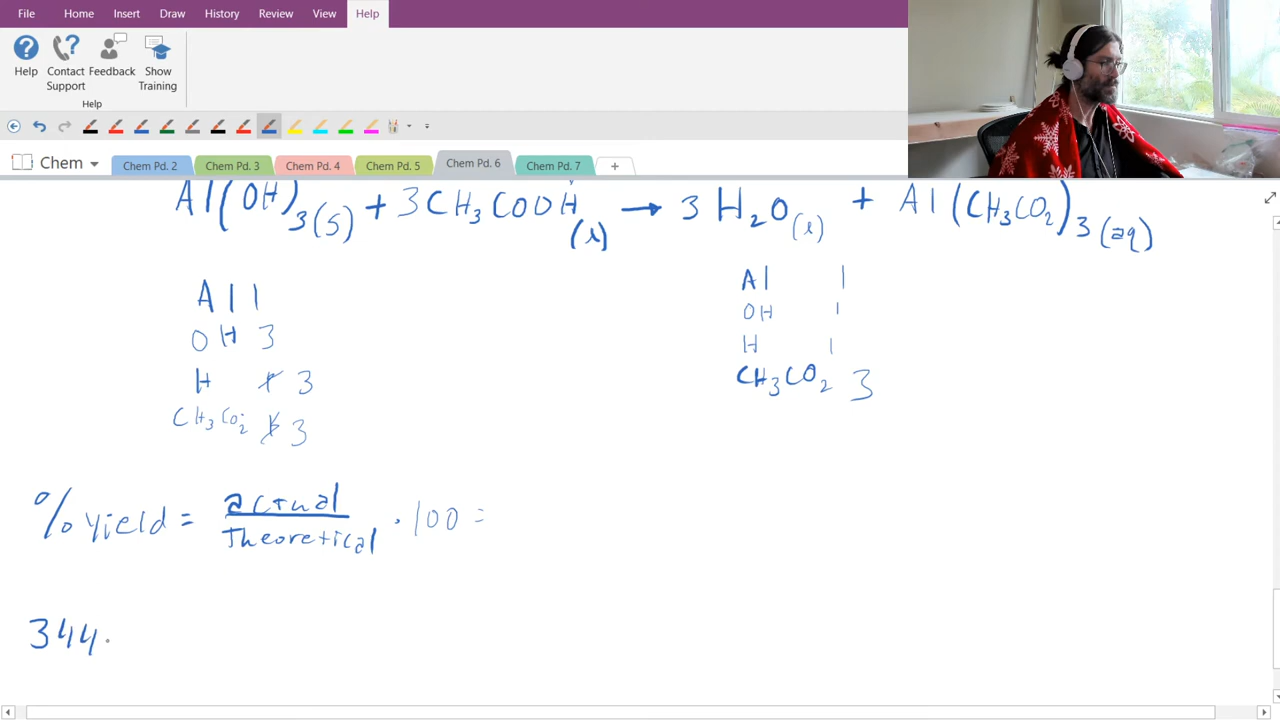 File Home Insert Draw History Review View Help
Help Contact Support Feedback Show Training
Help
Chem Chem Pd. 2 Chem Pd. 3 Chem Pd. 4 Chem Pd. 5 Chem Pd. 6 Chem Pd. 7 +
Al(OH)₃(s) + 3CH₃COOH(l) → 3H₂O(l) + Al(CH₃CO₂)₃(aq)
Al 1
OH 3
H 1 3
CH₃CO₂ 1 3
Al 1
OH 1
H 1
CH₃CO₂ 3
% yield = actual / Theoretical · 100 =
344.